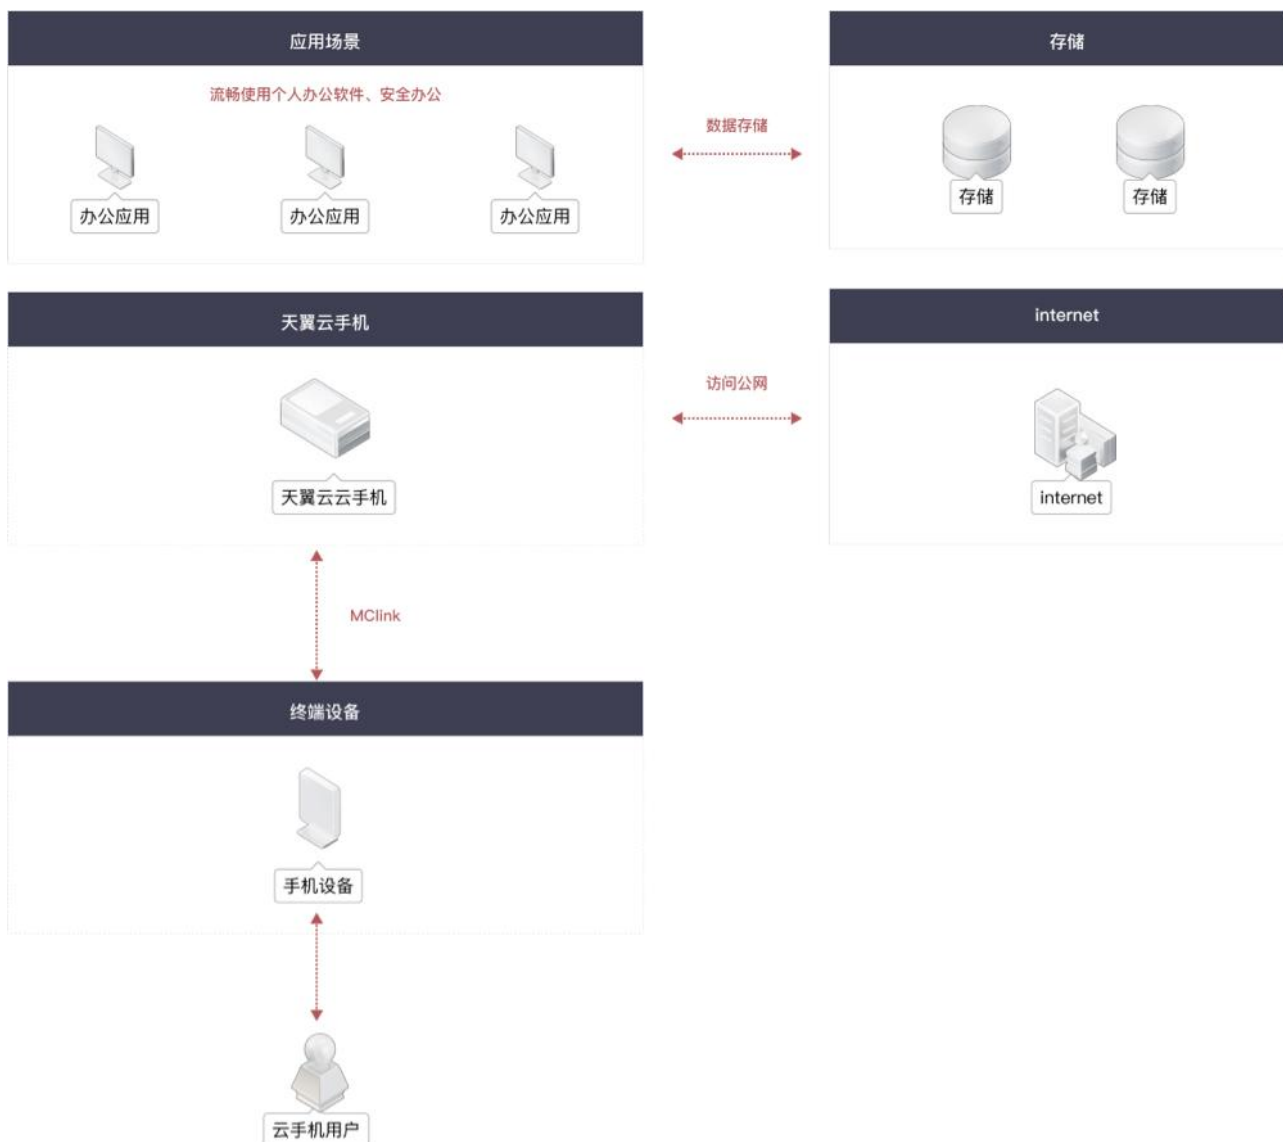 应用场景
流畅使用个人办公软件、安全办公
办公应用
办公应用
办公应用
数据存储
存储
存储
存储
天翼云手机
天翼云云手机
访问公网
internet
internet
MClink
终端设备
手机设备
云手机用户